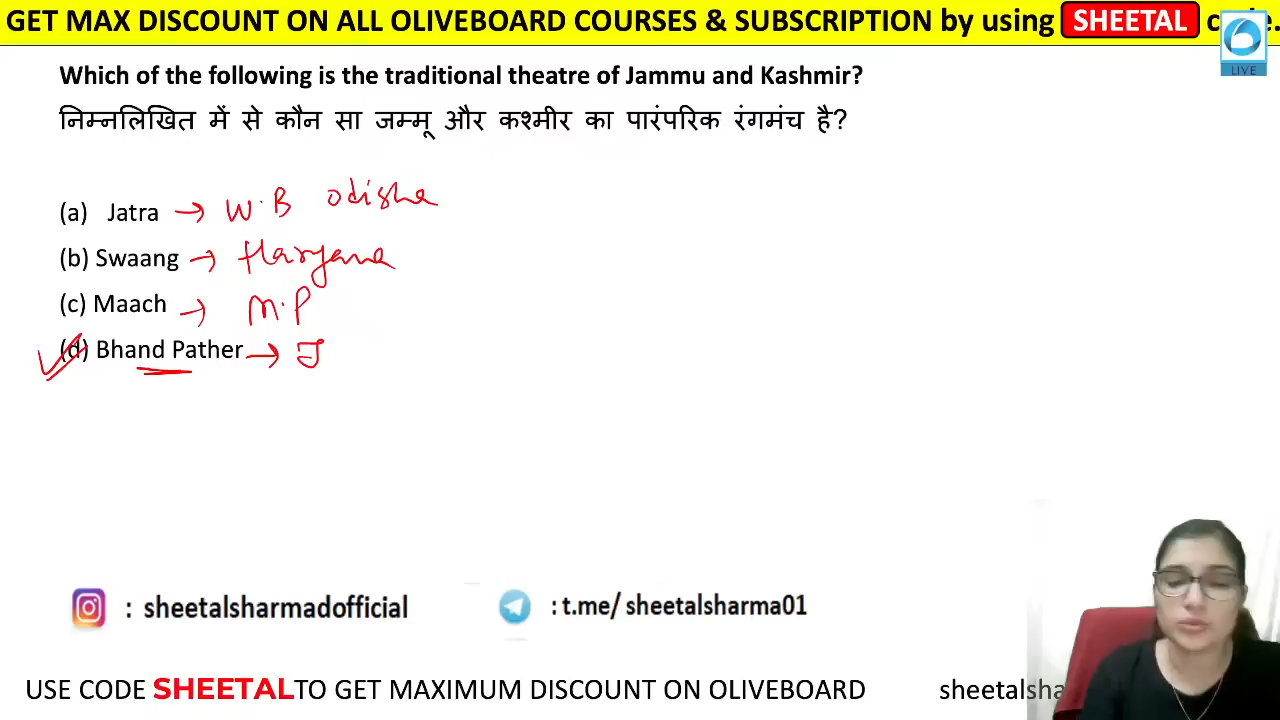 GET MAX DISCOUNT ON ALL OLIVEBOARD COURSES & SUBSCRIPTION by using SHEETAL code.
LIVE
Which of the following is the traditional theatre of Jammu and Kashmir?
निम्नलिखित में से कौन सा जम्मू और कश्मीर का पारंपरिक रंगमंच है?
(a) Jatra → W.B Odisha
(b) Swaang → Haryana
(c) Maach → M.P
(d) Bhand Pather → J
: sheetalsharmadofficial : t.me/ sheetalsharma01
USE CODE SHEETAL TO GET MAXIMUM DISCOUNT ON OLIVEBOARD sheetalsha